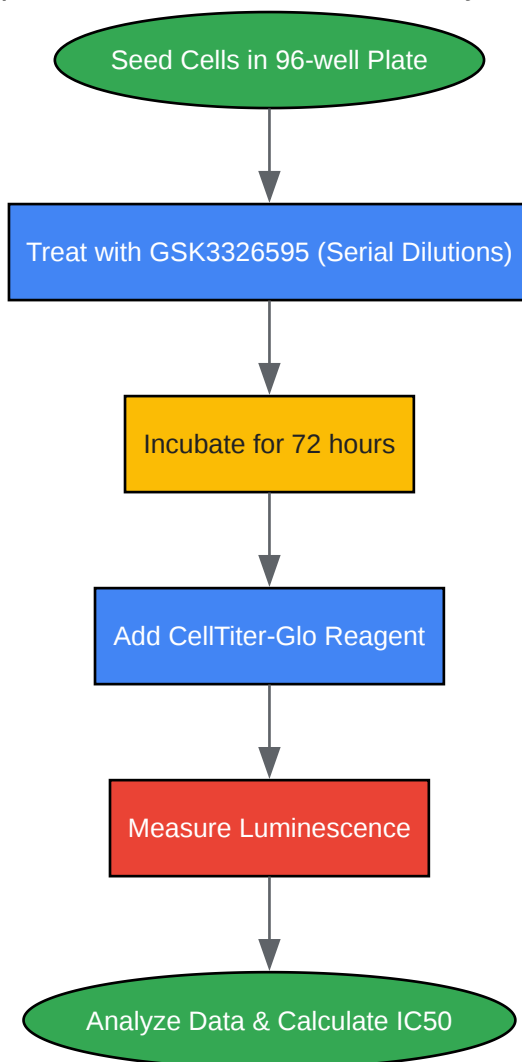 Seed Cells in 96-well Plate
Treat with GSK3326595 (Serial Dilutions)
Incubate for 72 hours
Add CellTiter-Glo Reagent
Measure Luminescence
Analyze Data & Calculate IC50